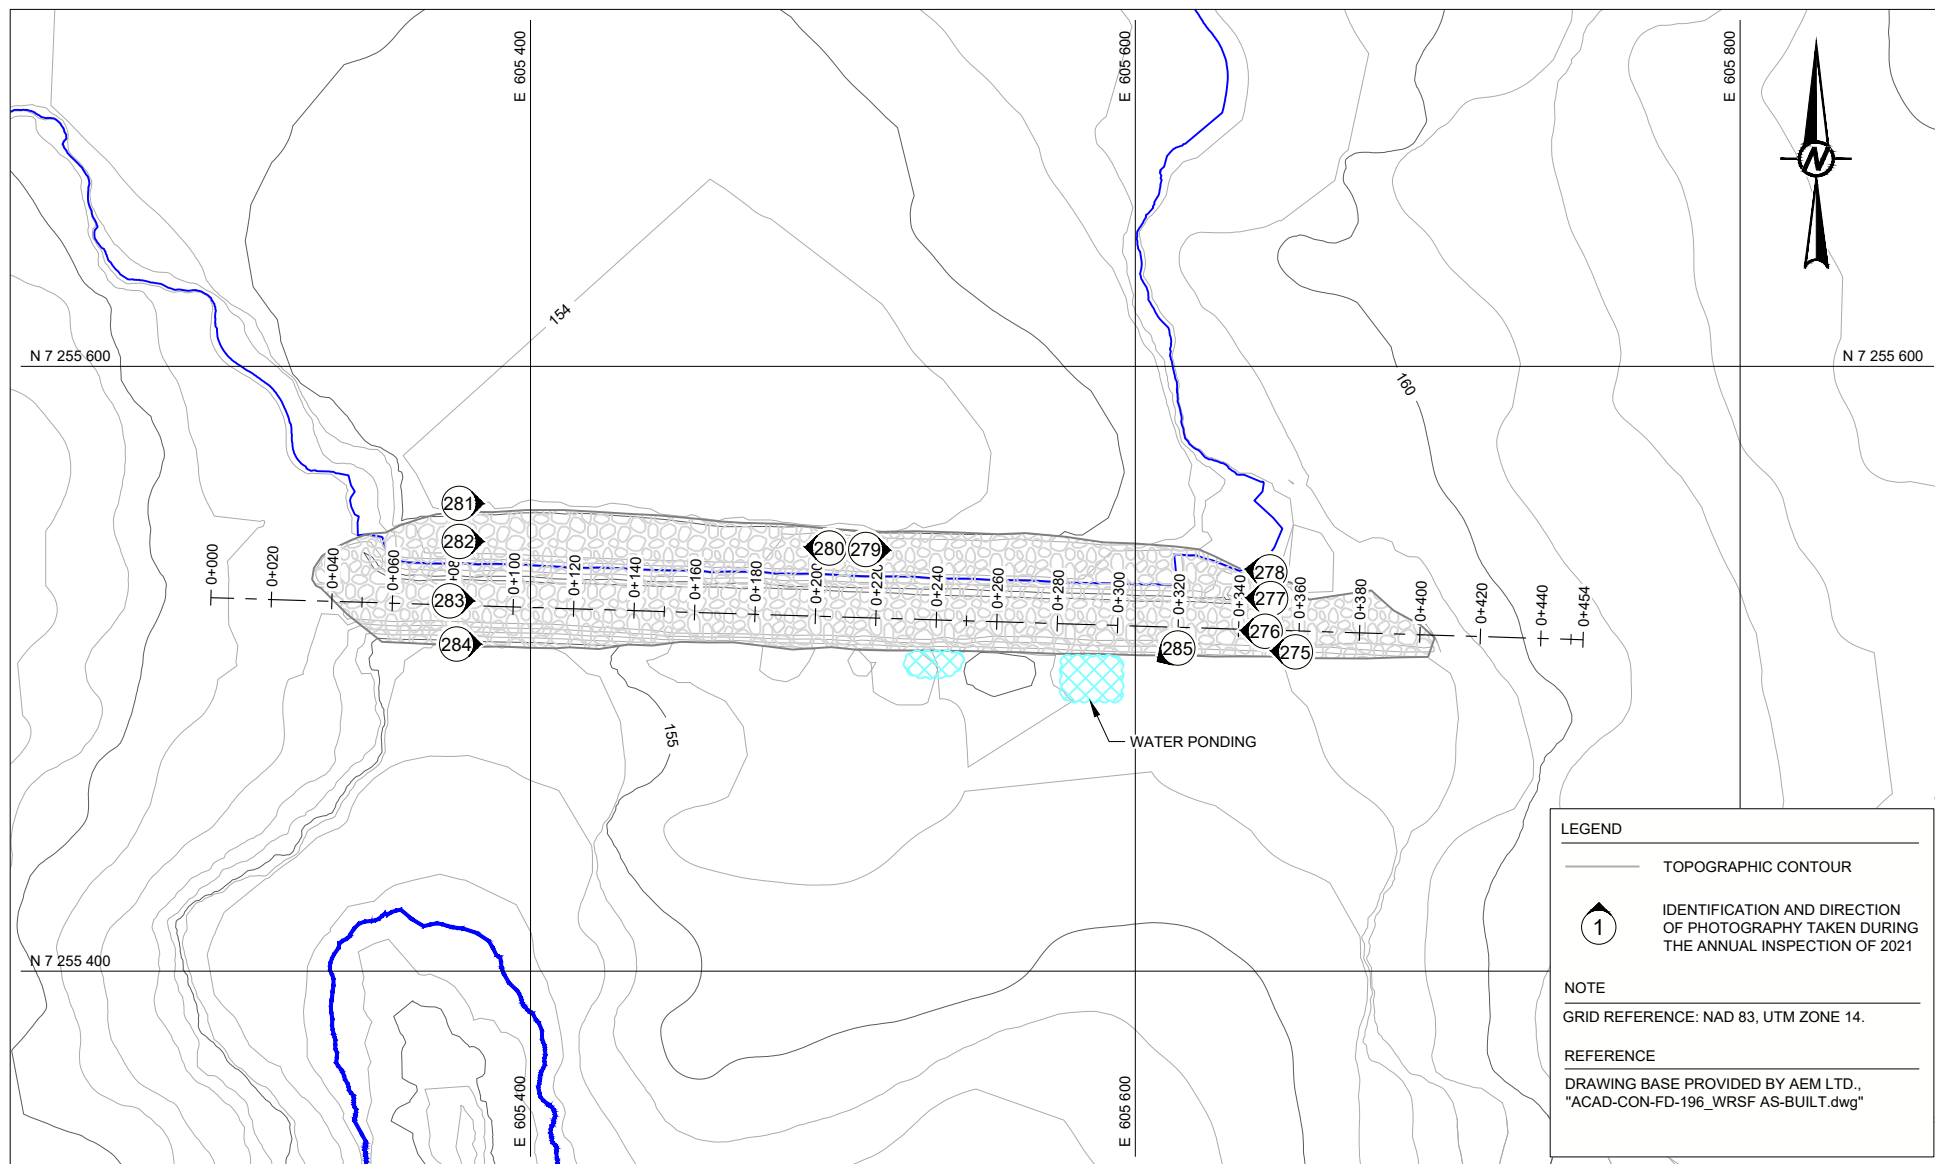 E 605 400
E 605 600
E 605 800
N
154
N 7 255 600
N 7 255 600
160
281
282
283
284
280
279
278
277
276
275
285
0+000
0+020
0+040
0+060
0+08
0+100
0+120
0+140
0+160
0+180
0+200
0+220
0+240
0+260
0+280
0+300
0+320
0+340
0+360
0+380
0+400
0+420
0+440
0+454
155
WATER PONDING
N 7 255 400
E 605 400
E 605 600
LEGEND
TOPOGRAPHIC CONTOUR
1
IDENTIFICATION AND DIRECTION
OF PHOTOGRAPHY TAKEN DURING
THE ANNUAL INSPECTION OF 2021
NOTE
GRID REFERENCE: NAD 83, UTM ZONE 14.
REFERENCE
DRAWING BASE PROVIDED BY AEM LTD.,
"ACAD-CON-FD-196_WRSF AS-BUILT.dwg"